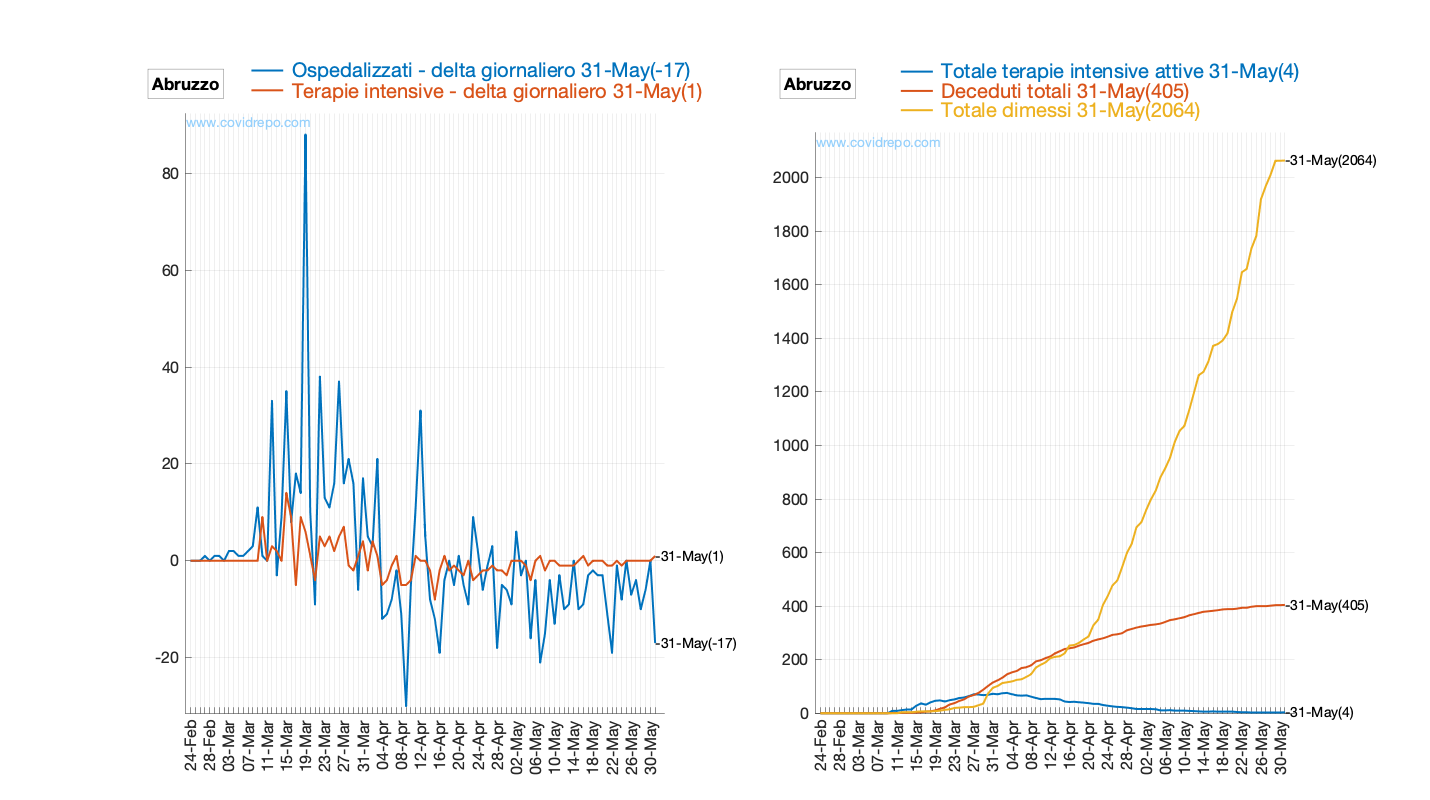 Abruzzo
Ospedalizzati - delta giornaliero 31-May(-17)
Terapie intensive - delta giornaliero 31-May(1)
www.covidrepo.com
80
60
40
20
0
-20
-31-May(1)
-31-May(-17)
24-Feb
28-Feb
03-Mar
07-Mar
11-Mar
15-Mar
19-Mar
23-Mar
27-Mar
31-Mar
04-Apr
08-Apr
12-Apr
16-Apr
20-Apr
24-Apr
28-Apr
02-May
06-May
10-May
14-May
18-May
22-May
26-May
30-May
Abruzzo
Totale terapie intensive attive 31-May(4)
Deceduti totali 31-May(405)
Totale dimessi 31-May(2064)
www.covidrepo.com
2000
1800
1600
1400
1200
1000
800
600
400
200
0
-31-May(2064)
-31-May(405)
-31-May(4)
24-Feb
28-Feb
03-Mar
07-Mar
11-Mar
15-Mar
19-Mar
23-Mar
27-Mar
31-Mar
04-Apr
08-Apr
12-Apr
16-Apr
20-Apr
24-Apr
28-Apr
02-May
06-May
10-May
14-May
18-May
22-May
26-May
30-May